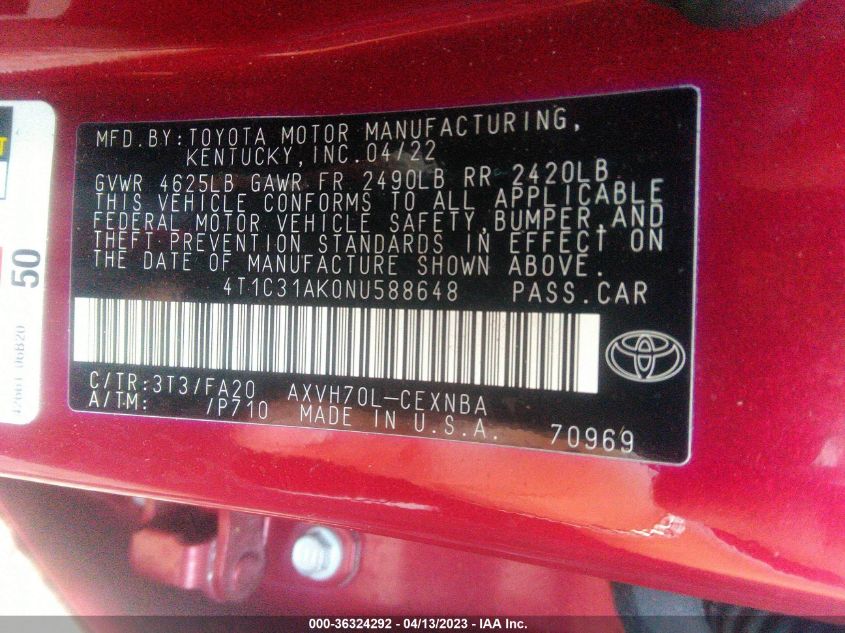 MFD.BY:TOYOTA MOTOR MANUFACTURING,
KENTUCKY, INC. 04/22
GVWR 4625LB GAWR FR 2490LB RR 2420LB
THIS VEHICLE CONFORMS TO ALL APPLICABLE
FEDERAL MOTOR VEHICLE SAFETY, BUMPER, AND
THEFT PREVENTION STANDARDS IN EFFECT ON
THE DATE OF MANUFACTURE SHOWN ABOVE.
4T1C31AK0NU588648 PASS.CAR
C/TR:3T3/FA20 AXVH70L-CEXNBA
A/TM: /P710 MADE IN U.S.A. 70969
50
06B20
000-36324292 - 04/13/2023 - IAA Inc.